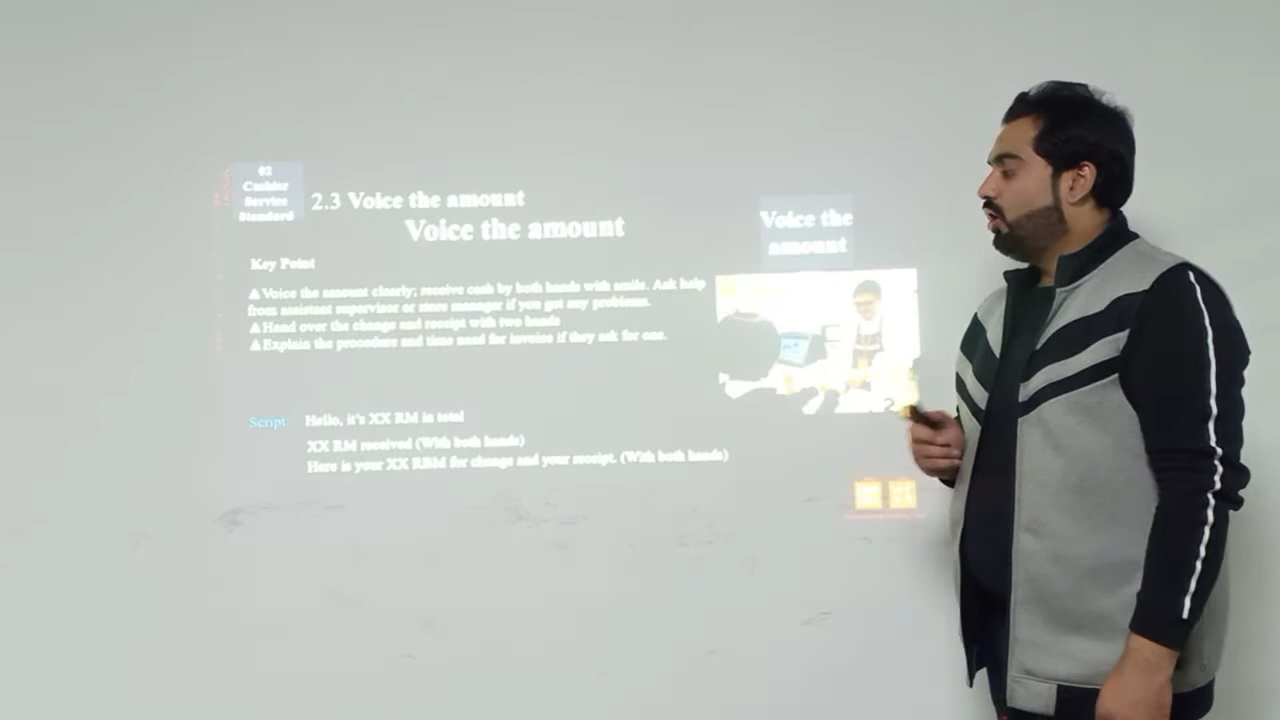 02
Cashier
Service
Standard
2.3 Voice the amount
Voice the amount
Voice the
amount
Key Point
▲Voice the amount clearly; receive cash by both hands with smile. Ask help
from assistant supervisor or store manager if you get any problems.
▲Hand over the change and receipt with two hands
▲Explain the procedure and time need for invoice if they ask for one.
Script
Hello, it's XX RM in total
XX RM received (With both hands)
Here is your XX RBM for change and your receipt. (With both hands)
2